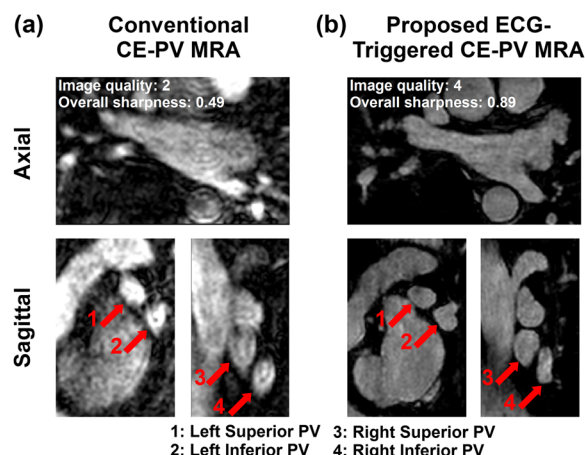 (a) Conventional
CE-PV MRA
(b) Proposed ECG-
Triggered CE-PV MRA
Axial
Image quality: 2
Overall sharpness: 0.49
Image quality: 4
Overall sharpness: 0.89
Sagittal
1
2
3
4
1
2
3
4
1: Left Superior PV 3: Right Superior PV
2: Left Inferior PV 4: Right Inferior PV